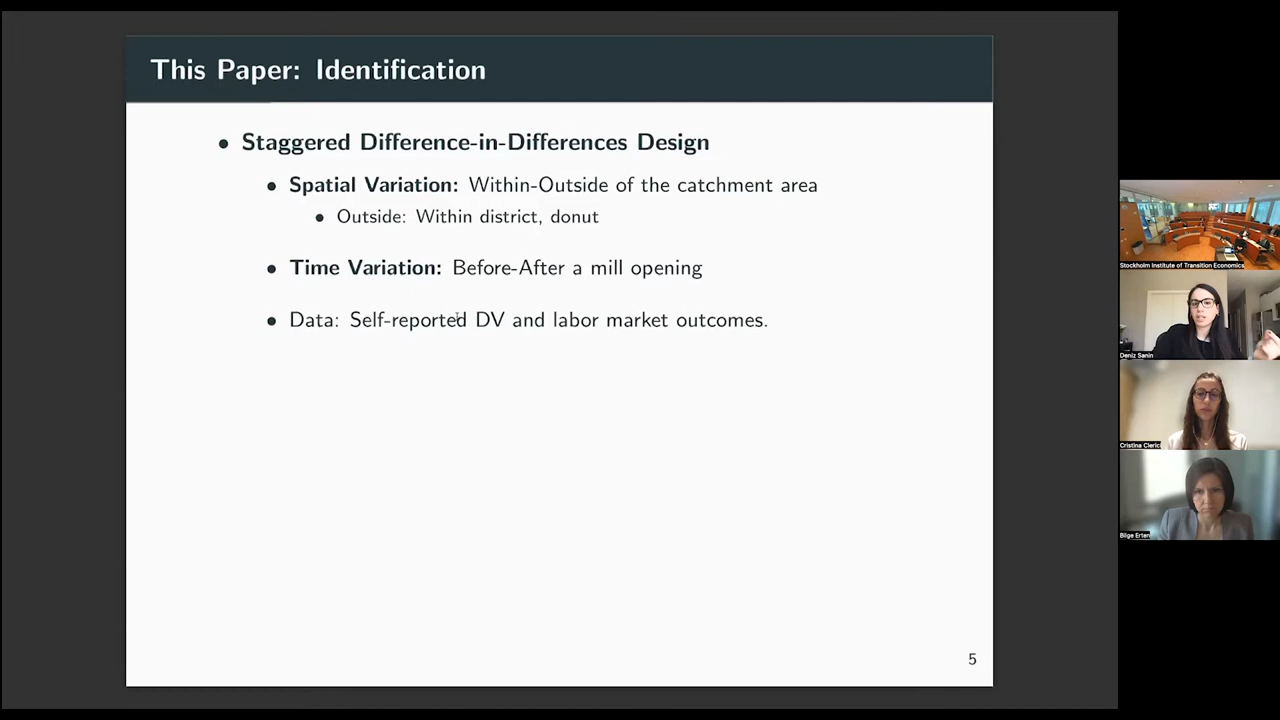 This Paper: Identification
• Staggered Difference-in-Differences Design
• Spatial Variation: Within-Outside of the catchment area
• Outside: Within district, donut
• Time Variation: Before-After a mill opening
• Data: Self-reported DV and labor market outcomes.
5
Stockholm Institute of Transition Economics
Deniz Sanin
Cristina Clerici
Bilge Erten